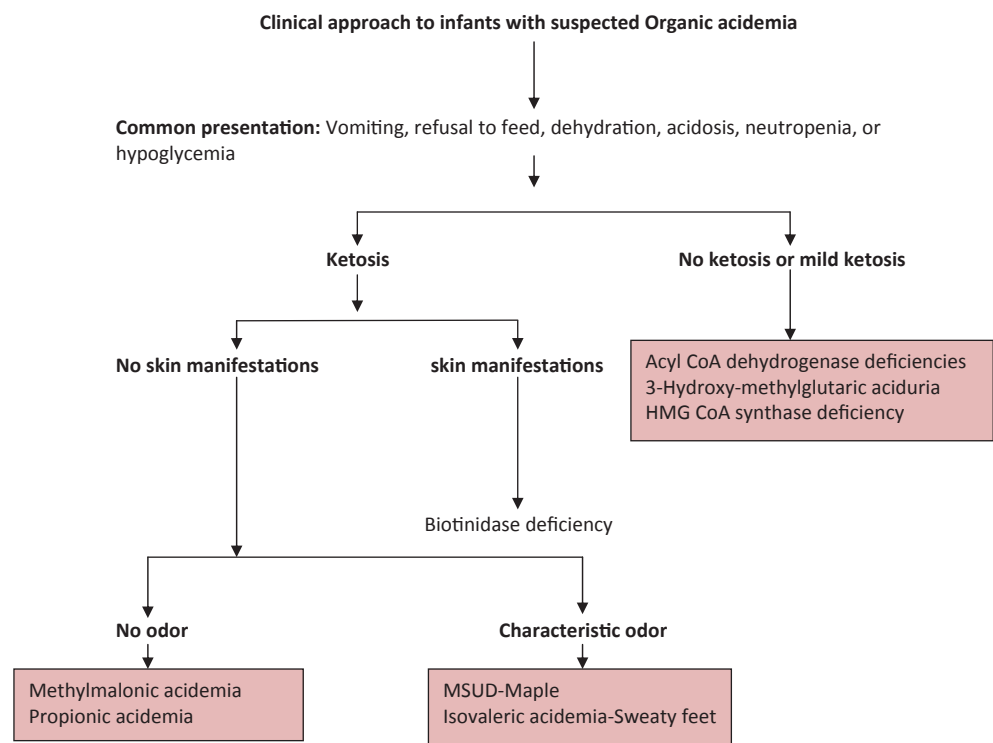 Clinical approach to infants with suspected Organic acidemia
Common presentation: Vomiting, refusal to feed, dehydration, acidosis, neutropenia, or
hypoglycemia
Ketosis
No ketosis or mild ketosis
No skin manifestations
skin manifestations
Acyl CoA dehydrogenase deficiencies
3-Hydroxy-methylglutaric aciduria
HMG CoA synthase deficiency
Biotinidase deficiency
No odor
Characteristic odor
Methylmalonic acidemia
Propionic acidemia
MSUD-Maple
Isovaleric acidemia-Sweaty feet